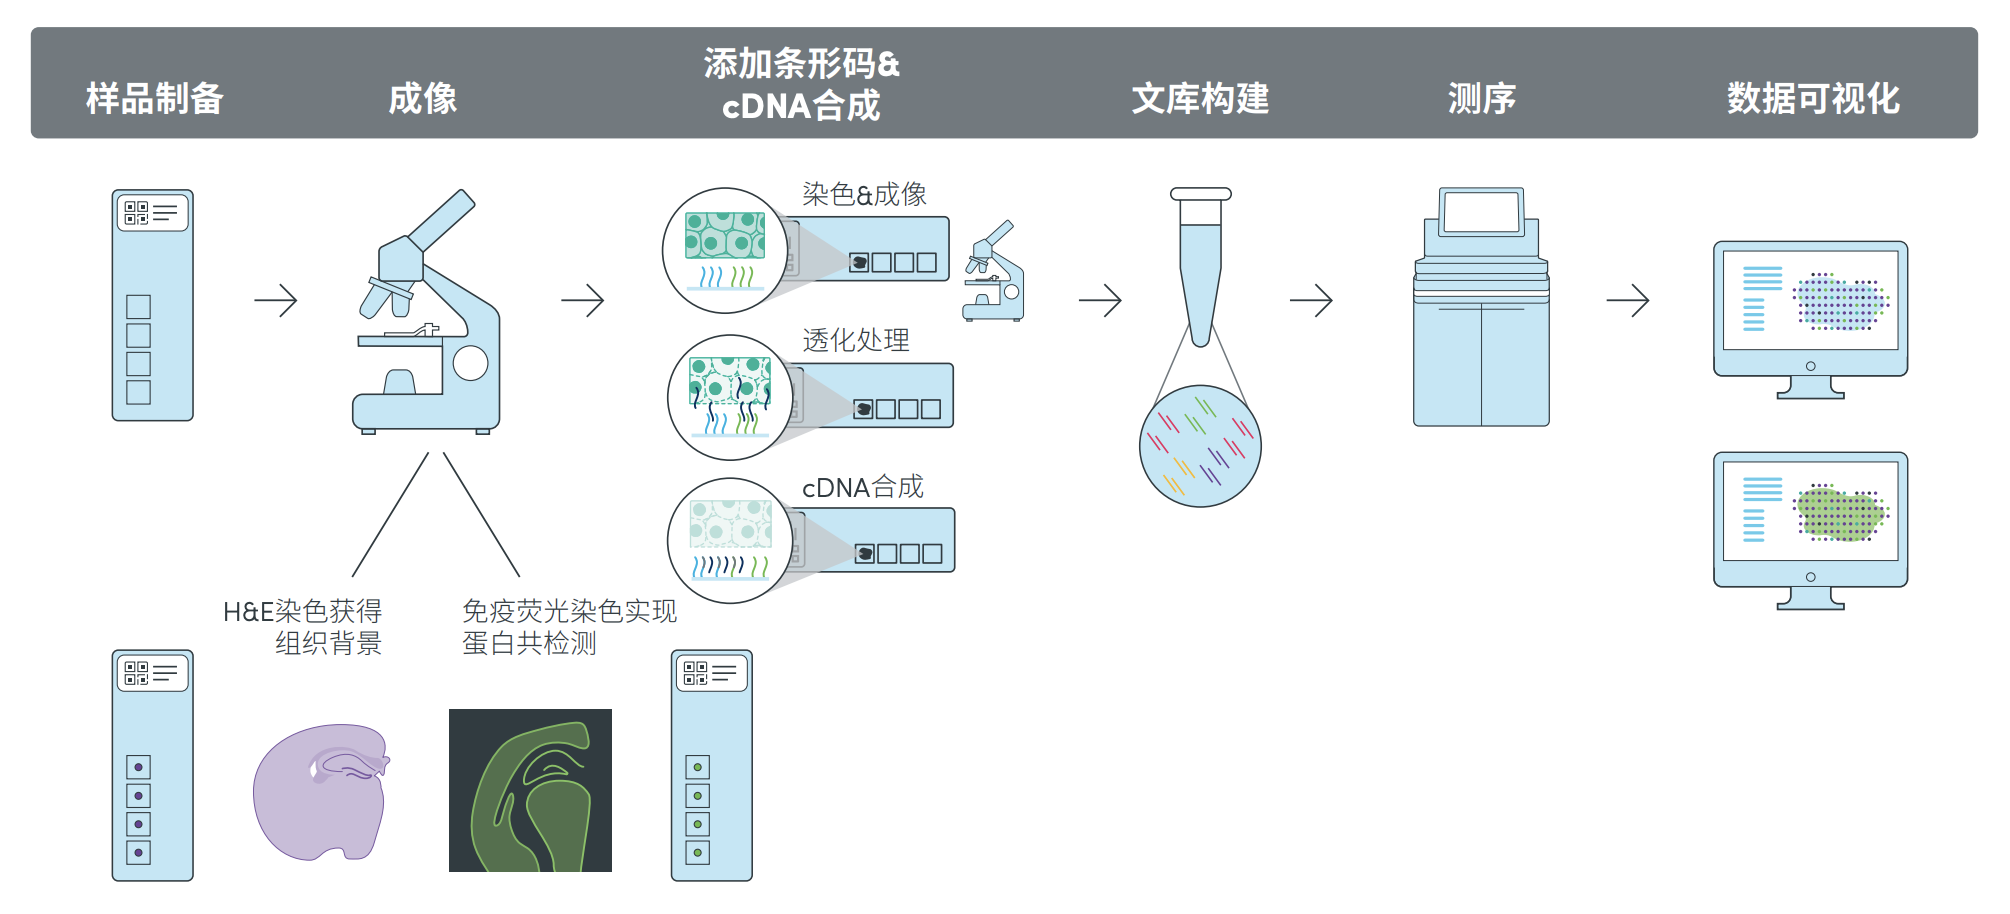 样品制备
成像
添加条形码&
cDNA合成
文库构建
测序
数据可视化
染色&成像
透化处理
cDNA合成
H&E染色获得
组织背景
免疫荧光染色实现
蛋白共检测